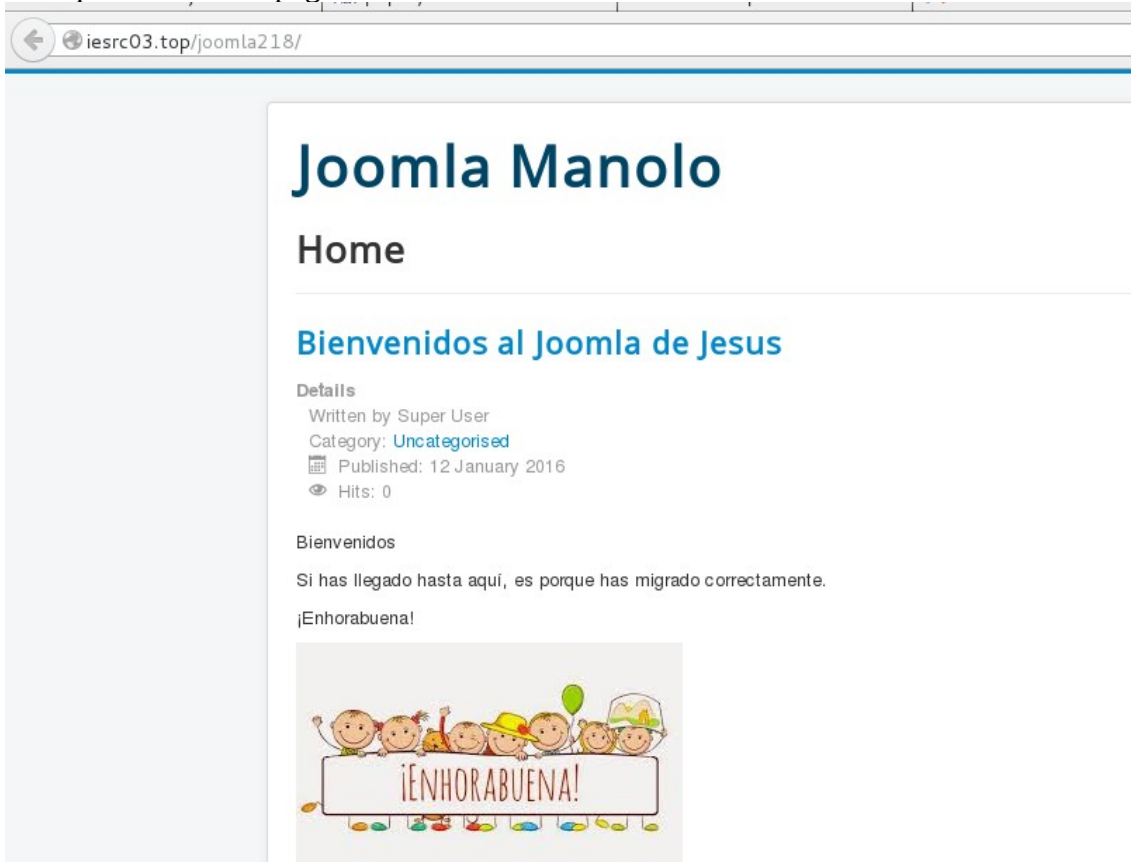 iesrc03.top/joomla218/
Joomla Manolo
Home
Bienvenidos al Joomla de Jesus
Details
Written by Super User
Category: Uncategorised
Published: 12 January 2016
Hits: 0
Bienvenidos
Si has llegado hasta aquí, es porque has migrado correctamente.
¡Enhorabuena!
¡ENHORABUENA!